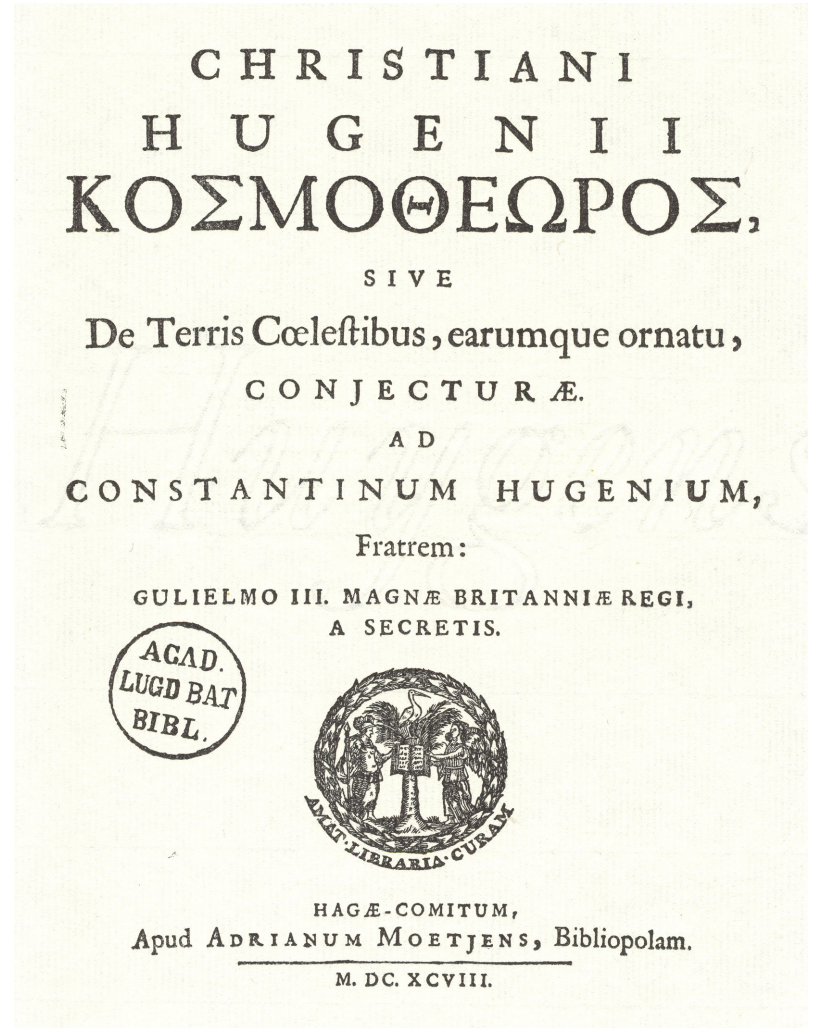 CHRISTIANI
HUGENII
ΚΟΣΜΟΘΕΩΡΟΣ,
SIVE
De Terris Cœleſtibus, earumque ornatu,
CONJECTURÆ.
AD
CONSTANTINUM HUGENIUM,
Fratrem:
GULIELMO III. MAGNÆ BRITANNIÆ REGI,
A SECRETIS.
ACAD.
LUGD BAT
BIBL.
AMAT·LIBRARIA·CURAM
HAGÆ-COMITUM,
Apud ADRIANUM MOETJENS, Bibliopolam.
M. DC. XCVIII.